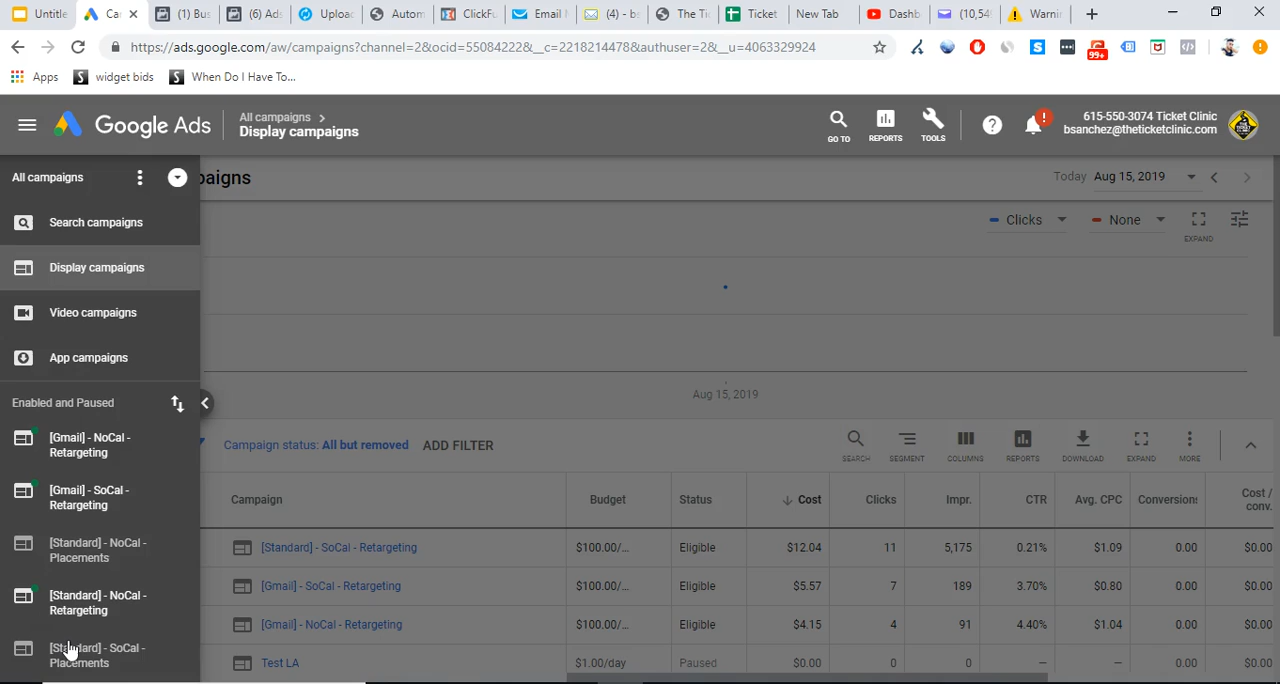 Untitle
Ca
(1) Bus
(6) Ads
Upload
Autom
ClickFu
Email
(4) - bs
The Tic
Ticket
New Tab
Dashb
(10,549
Warnin
https://ads.google.com/aw/campaigns?channel=2&ocid=55084222&__c=2218214478&authuser=2&__u=4063329924
99+
Apps
widget bids
When Do I Have To...
Google Ads
All campaigns
Display campaigns
GO TO
REPORTS
TOOLS
615-550-3074 Ticket Clinic
bsanchez@theticketclinic.com
All campaigns
paigns
Today
Aug 15, 2019
Search campaigns
Clicks
None
EXPAND
Display campaigns
Video campaigns
App campaigns
Aug 15, 2019
Enabled and Paused
[Gmail] - NoCal -
Retargeting
Campaign status: All but removed
ADD FILTER
SEARCH
SEGMENT
COLUMNS
REPORTS
DOWNLOAD
EXPAND
MORE
[Gmail] - SoCal -
Retargeting
Campaign
Budget
Status
Cost
Clicks
Impr.
CTR
Avg. CPC
Conversions
Cost /
conv.
[Standard] - NoCal -
Placements
[Standard] - SoCal - Retargeting
$100.00/...
Eligible
$12.04
11
5,175
0.21%
$1.09
0.00
$0.00
[Gmail] - SoCal - Retargeting
$100.00/...
Eligible
$5.57
7
189
3.70%
$0.80
0.00
$0.00
[Standard] - NoCal -
Retargeting
[Gmail] - NoCal - Retargeting
$100.00/...
Eligible
$4.15
4
91
4.40%
$1.04
0.00
$0.00
[Standard] - SoCal -
Placements
Test LA
$1.00/day
Paused
$0.00
0
0
—
—
0.00
$0.00